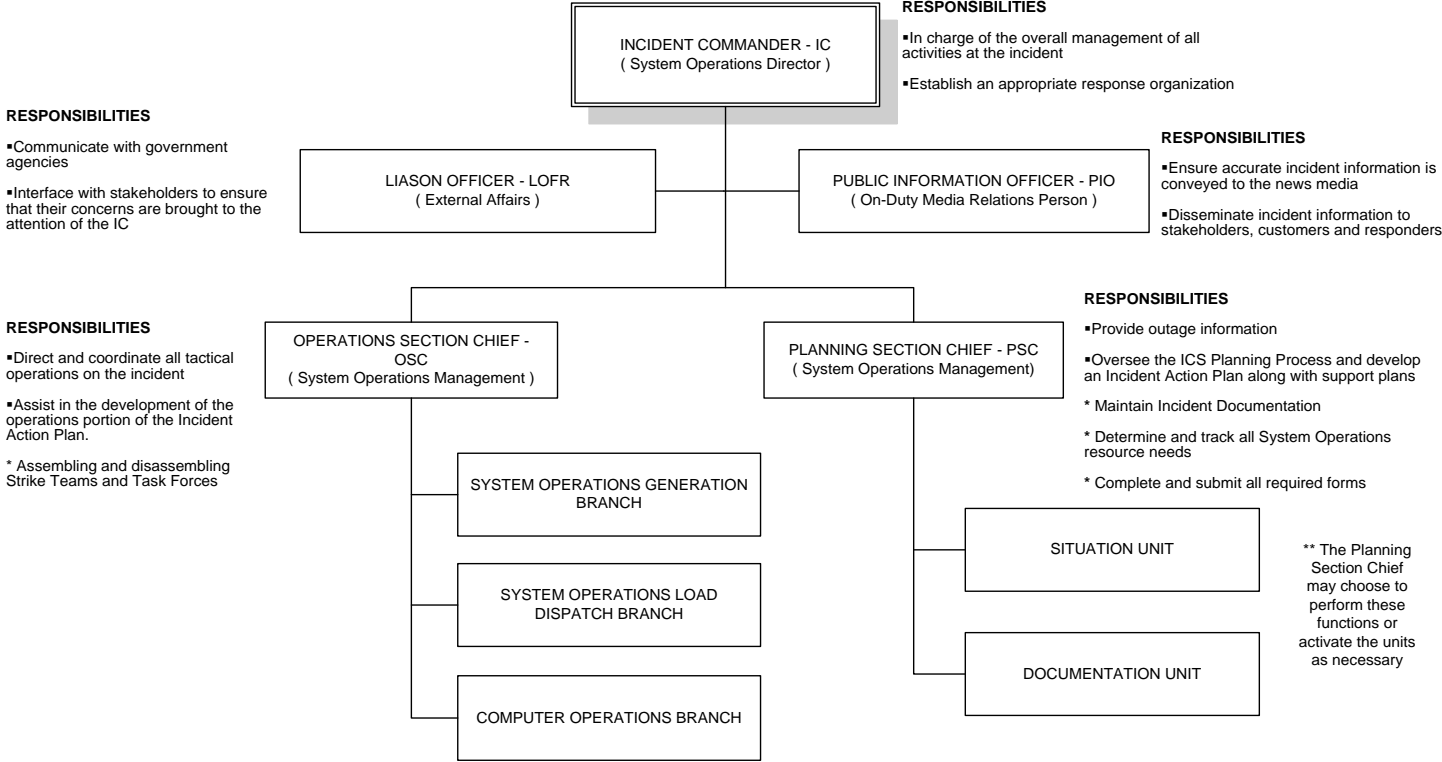 RESPONSIBILITIES
▪In charge of the overall management of all
activities at the incident
▪Establish an appropriate response organization
INCIDENT COMMANDER - IC
( System Operations Director )
RESPONSIBILITIES
▪Communicate with government
agencies
▪Interface with stakeholders to ensure
that their concerns are brought to the
attention of the IC
LIASON OFFICER - LOFR
( External Affairs )
PUBLIC INFORMATION OFFICER - PIO
( On-Duty Media Relations Person )
RESPONSIBILITIES
▪Ensure accurate incident information is
conveyed to the news media
▪Disseminate incident information to
stakeholders, customers and responders
RESPONSIBILITIES
▪Direct and coordinate all tactical
operations on the incident
▪Assist in the development of the
operations portion of the Incident
Action Plan.
* Assembling and disassembling
Strike Teams and Task Forces
OPERATIONS SECTION CHIEF -
OSC
( System Operations Management )
PLANNING SECTION CHIEF - PSC
( System Operations Management)
RESPONSIBILITIES
▪Provide outage information
▪Oversee the ICS Planning Process and develop
an Incident Action Plan along with support plans
* Maintain Incident Documentation
* Determine and track all System Operations
resource needs
* Complete and submit all required forms
SYSTEM OPERATIONS GENERATION
BRANCH
SYSTEM OPERATIONS LOAD
DISPATCH BRANCH
COMPUTER OPERATIONS BRANCH
SITUATION UNIT
DOCUMENTATION UNIT
** The Planning
Section Chief
may choose to
perform these
functions or
activate the units
as necessary